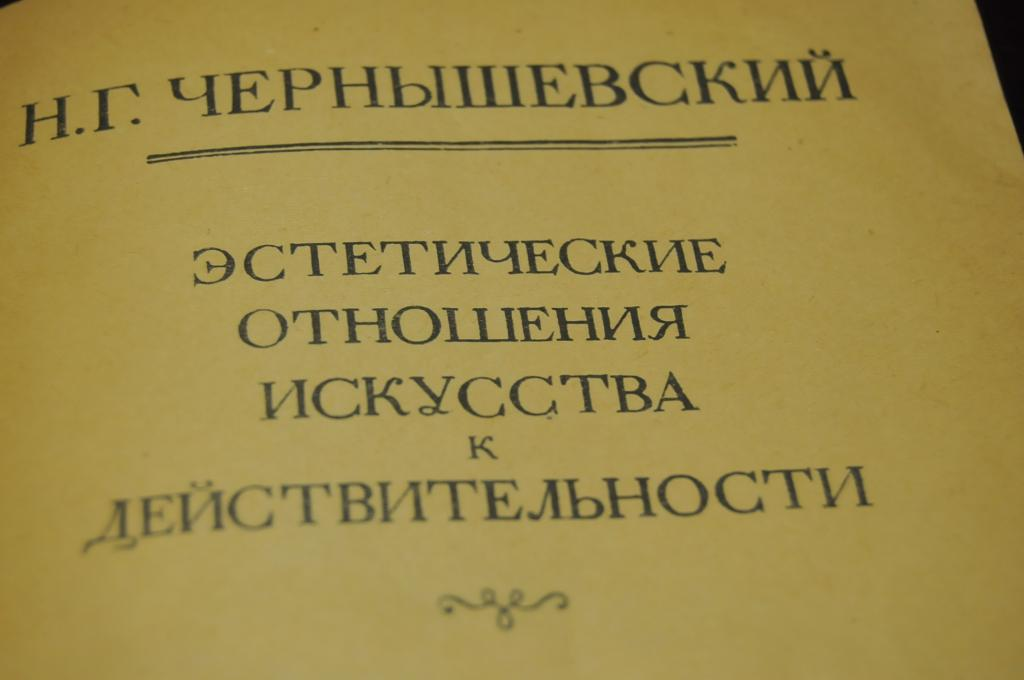 Н.Г. ЧЕРНЫШЕВСКИЙ
ЭСТЕТИЧЕСКИЕ
ОТНОШЕНИЯ
ИСКУССТВА
К
ДЕЙСТВИТЕЛЬНОСТИ